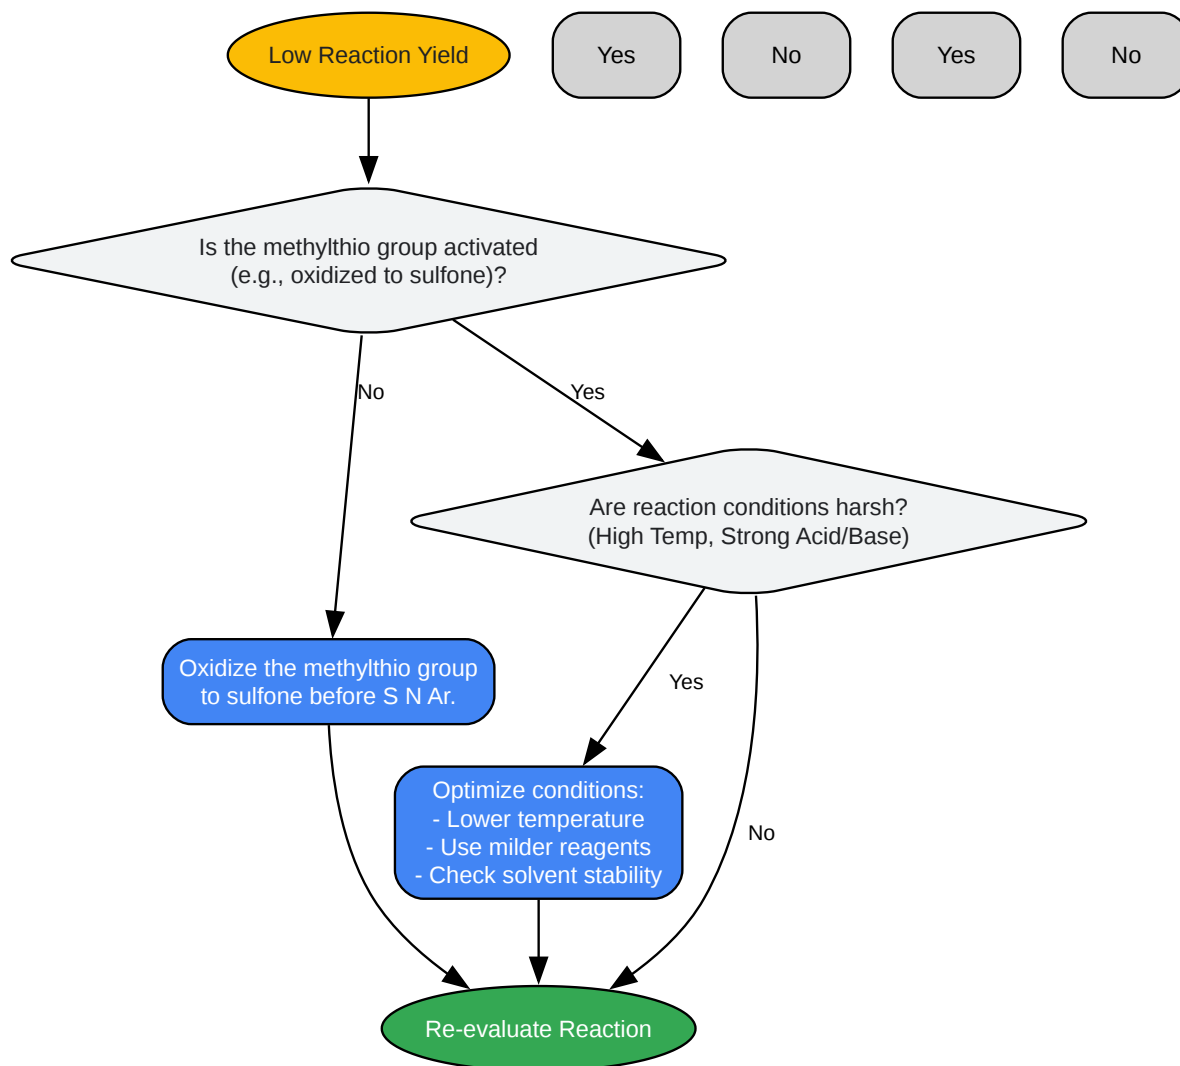 Low Reaction Yield
Yes
No
Yes
No
Is the methylthio group activated
(e.g., oxidized to sulfone)?
No
Yes
Are reaction conditions harsh?
(High Temp, Strong Acid/Base)
Oxidize the methylthio group
to sulfone before S N Ar.
Yes
Optimize conditions:
- Lower temperature
- Use milder reagents
- Check solvent stability
No
Re-evaluate Reaction